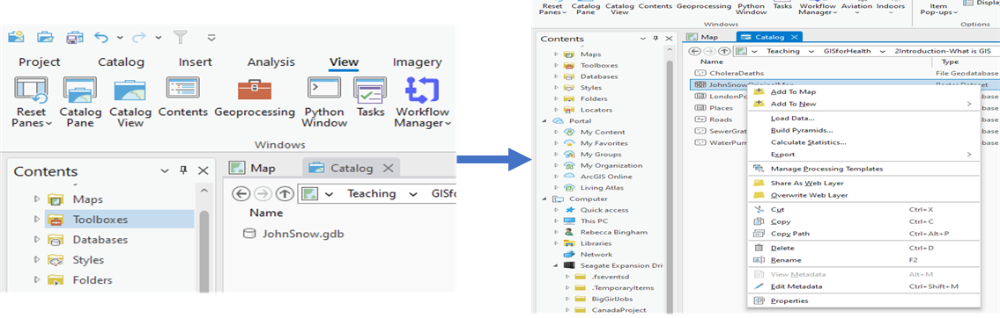 Project Catalog Insert Analysis View Imagery
Reset Panes Catalog Pane Catalog View Contents Geoprocessing Python Window Tasks Workflow Manager
Windows
Contents
Maps
Toolboxes
Databases
Styles
Folders
Map Catalog
Teaching GISfor
Name
JohnSnow.gdb
Reset Panes Catalog Pane Catalog View Contents Geoprocessing Python Window Tasks Workflow Manager Aviation Indoors Item Pop-ups Display
Windows Options
Contents
Maps
Toolboxes
Databases
Styles
Folders
Locators
Portal
My Content
My Favorites
My Groups
My Organization
ArcGIS Online
Living Atlas
Computer
Quick access
This PC
Rebecca Bingham
Libraries
Network
Seagate Expansion Dri
.fseventsd
.TemporaryItems
BigGirlJobs
CanadaProject
Map Catalog
Teaching GISforHealth 2Introduction-What is GIS
Name Type
CholeraDeaths File Geodatabase
JohnSnowOriginalMap Raster Dataset
LondonPo base
Places base
Roads base
SewerGrat base
WaterPum base
Add To Map
Add To New
Load Data...
Build Pyramids...
Calculate Statistics...
Export
Manage Processing Templates
Share As Web Layer
Overwrite Web Layer
Cut Ctrl+X
Copy Ctrl+C
Copy Path Ctrl+Alt+P
Delete Ctrl+D
Rename F2
View Metadata Alt+M
Edit Metadata Ctrl+Shift+M
Properties